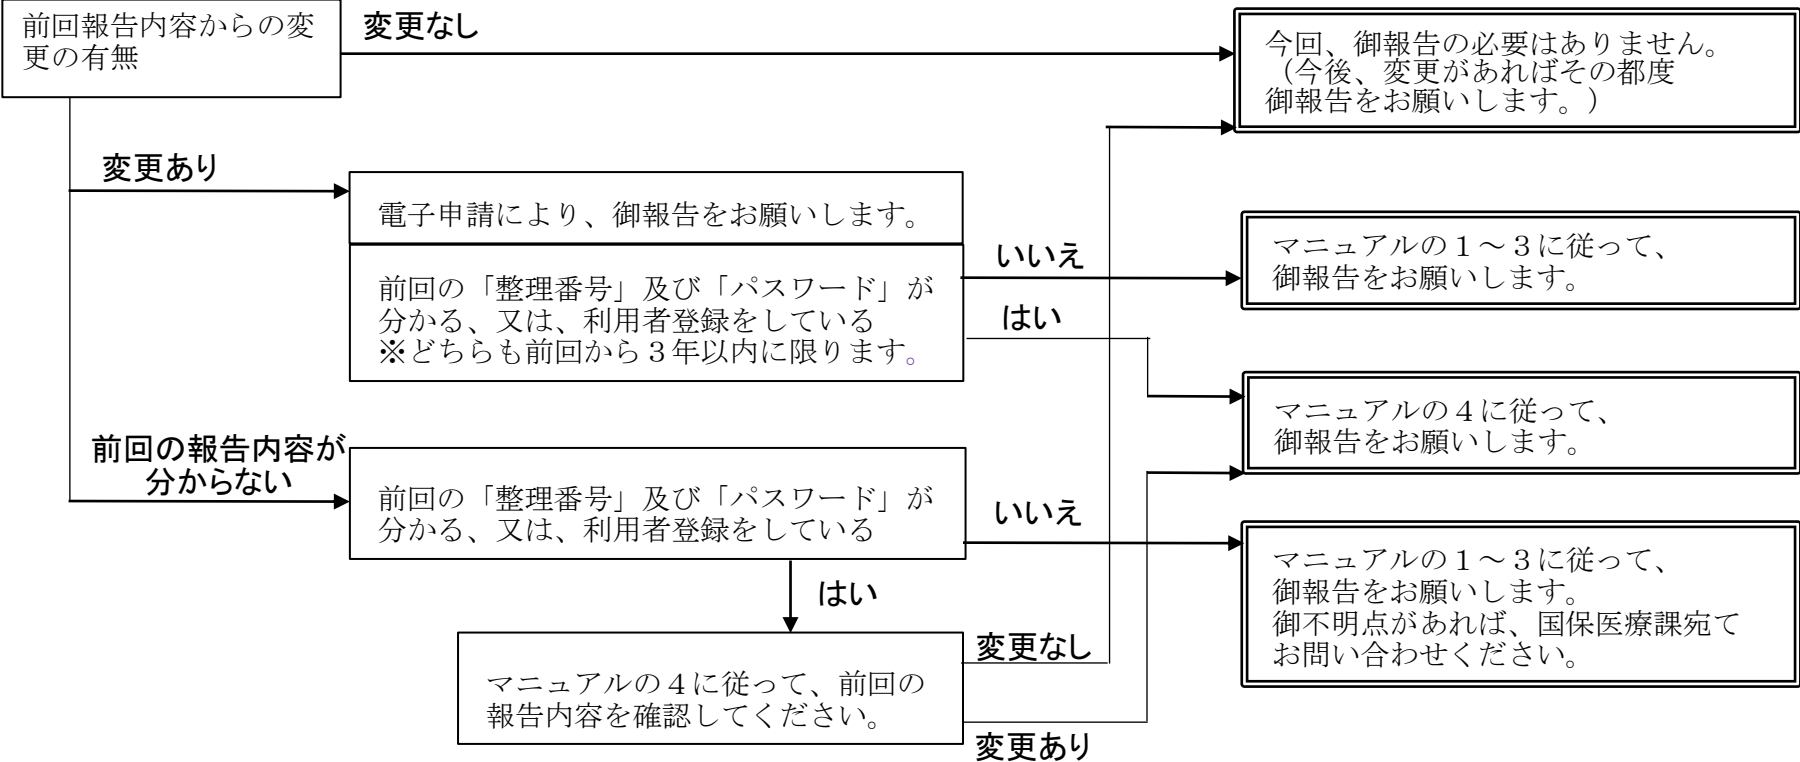 前回報告内容からの変
更の有無
変更なし
今回、御報告の必要はありません。
（今後、変更があればその都度
御報告をお願いします。）
変更あり
電子申請により、御報告をお願いします。
前回の「整理番号」及び「パスワード」が
分かる、又は、利用者登録をしている
※どちらも前回から３年以内に限ります。
いいえ
マニュアルの１～３に従って、
御報告をお願いします。
はい
マニュアルの４に従って、
御報告をお願いします。
前回の報告内容が
分からない
前回の「整理番号」及び「パスワード」が
分かる、又は、利用者登録をしている
いいえ
マニュアルの１～３に従って、
御報告をお願いします。
御不明点があれば、国保医療課宛て
お問い合わせください。
はい
マニュアルの４に従って、前回の
報告内容を確認してください。
変更なし
変更あり